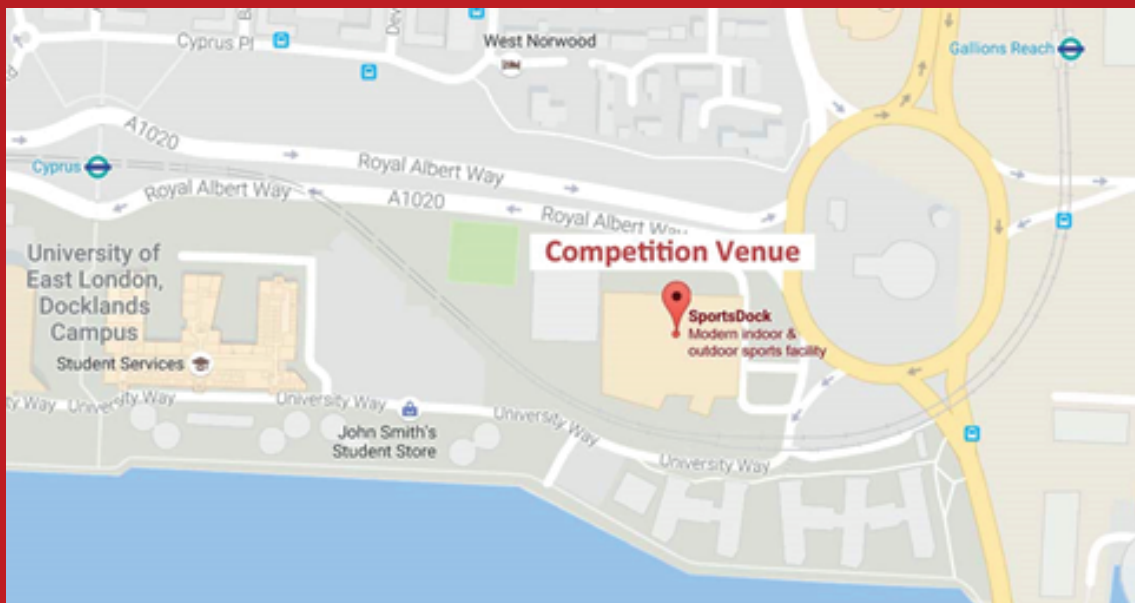 Cyprus Pl
West Norwood
Gallions Reach
A1020
Royal Albert Way
Cyprus
Royal Albert Way
A1020
Royal Albert Way
Competition Venue
University of
East London,
Docklands
Campus
SportsDock
Modern indoor &
outdoor sports facility
Student Services
University Way
University Way
John Smith's
Student Store
University Way
University Way